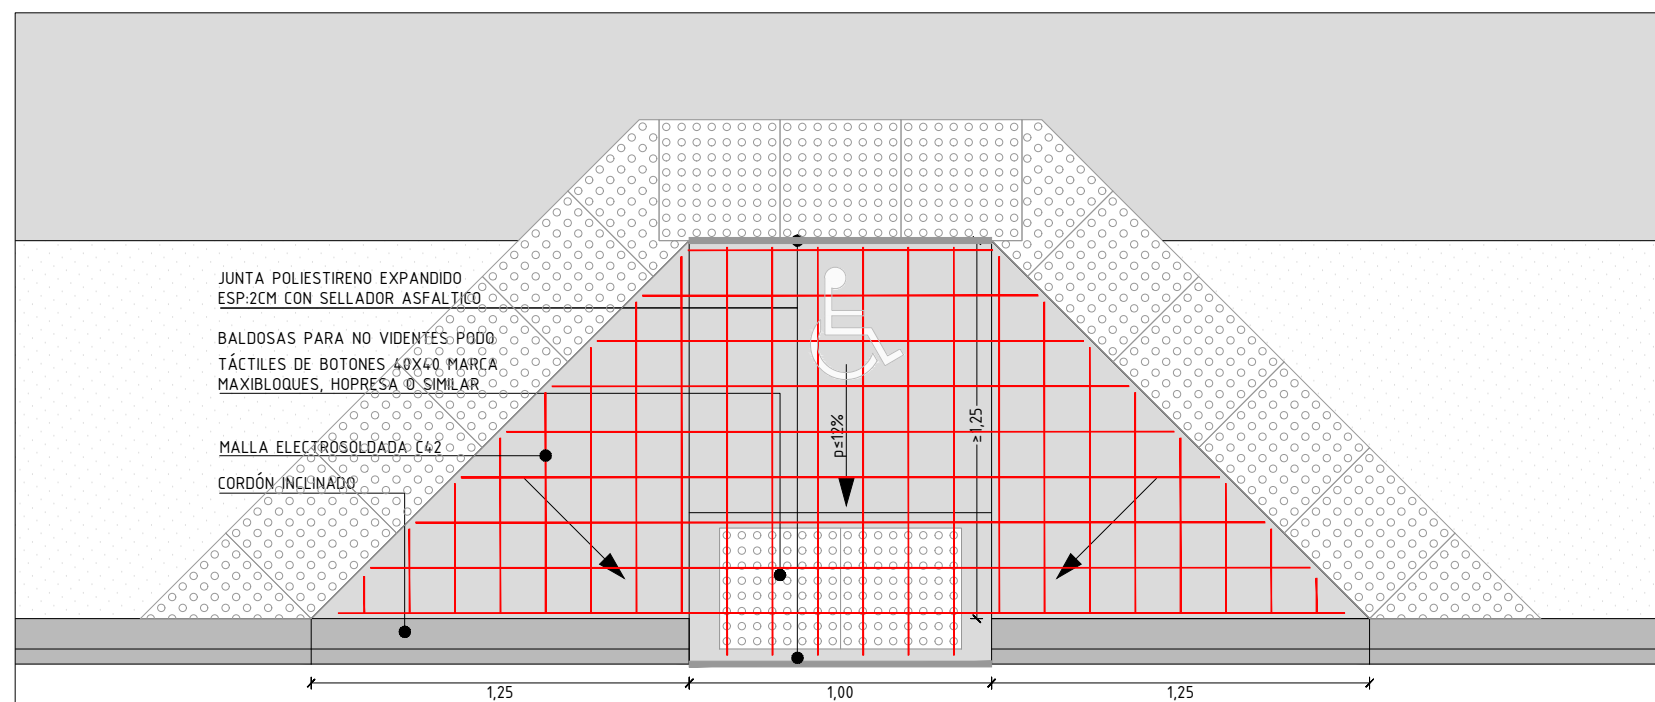 JUNTA POLIESTIRENO EXPANDIDO
ESP:2CM CON SELLADOR ASFALTICO
BALDOSAS PARA NO VIDENTES PODO
TÁCTILES DE BOTONES 40X40 MARCA
MAXIBLOQUES, HOPRESA O SIMILAR
MALLA ELECTROSOLDADA C42
CORDÓN INCLINADO
p≤12%
≥1,25
1,25
1,00
1,25